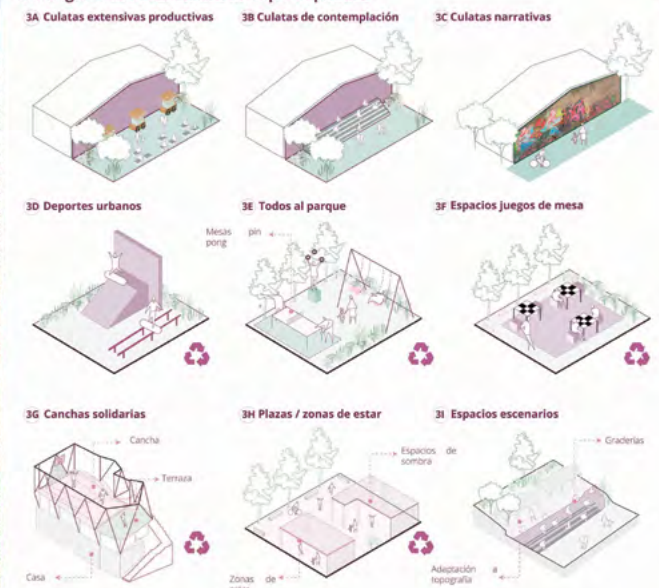 3A Culatas extensivas productivas
3B Culatas de contemplación
3C Culatas narrativas
3D Deportes urbanos
3E Todos al parque
3F Espacios juegos de mesa
Mesas pin
pong
3G Canchas solidarias
3H Plazas / zonas de estar
3I Espacios escenarios
Cancha
Terraza
Casa
Espacios de
sombra
Zonas de
Graderías
Adeptación a
topografía